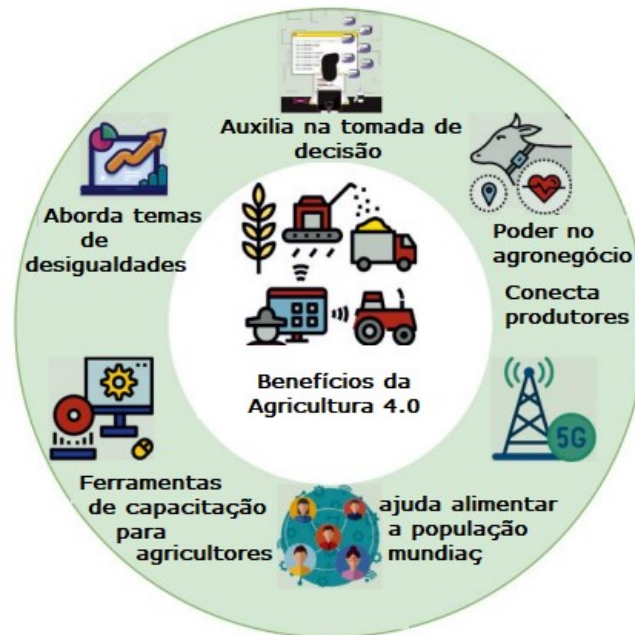 Auxilia na tomada de
decisão
Poder no
agronegócio
Conecta
produtores
5G
ajuda alimentar
a população
mundiaç
Ferramentas
de capacitação
para
agricultores
Aborda temas
de
desigualdades
Benefícios da
Agricultura 4.0